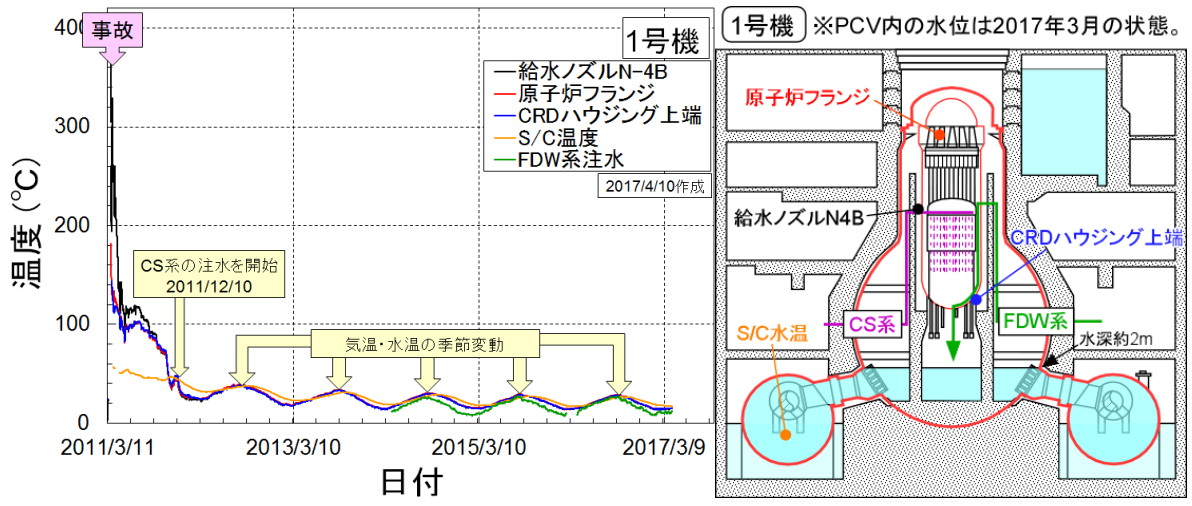 400
300
200
100
0
温度 (℃)
事故
1号機
給水ノズルN-4B
原子炉フランジ
CRDハウジング上端
S/C温度
FDW系注水
2017/4/10作成
CS系の注水を開始
2011/12/10
気温・水温の季節変動
2011/3/11
2013/3/10
2015/3/10
2017/3/9
日付
1号機
※PCV内の水位は2017年3月の状態。
原子炉フランジ
給水ノズルN4B
CRDハウジング上端
CS系
FDW系
S/C水温
水深約2m